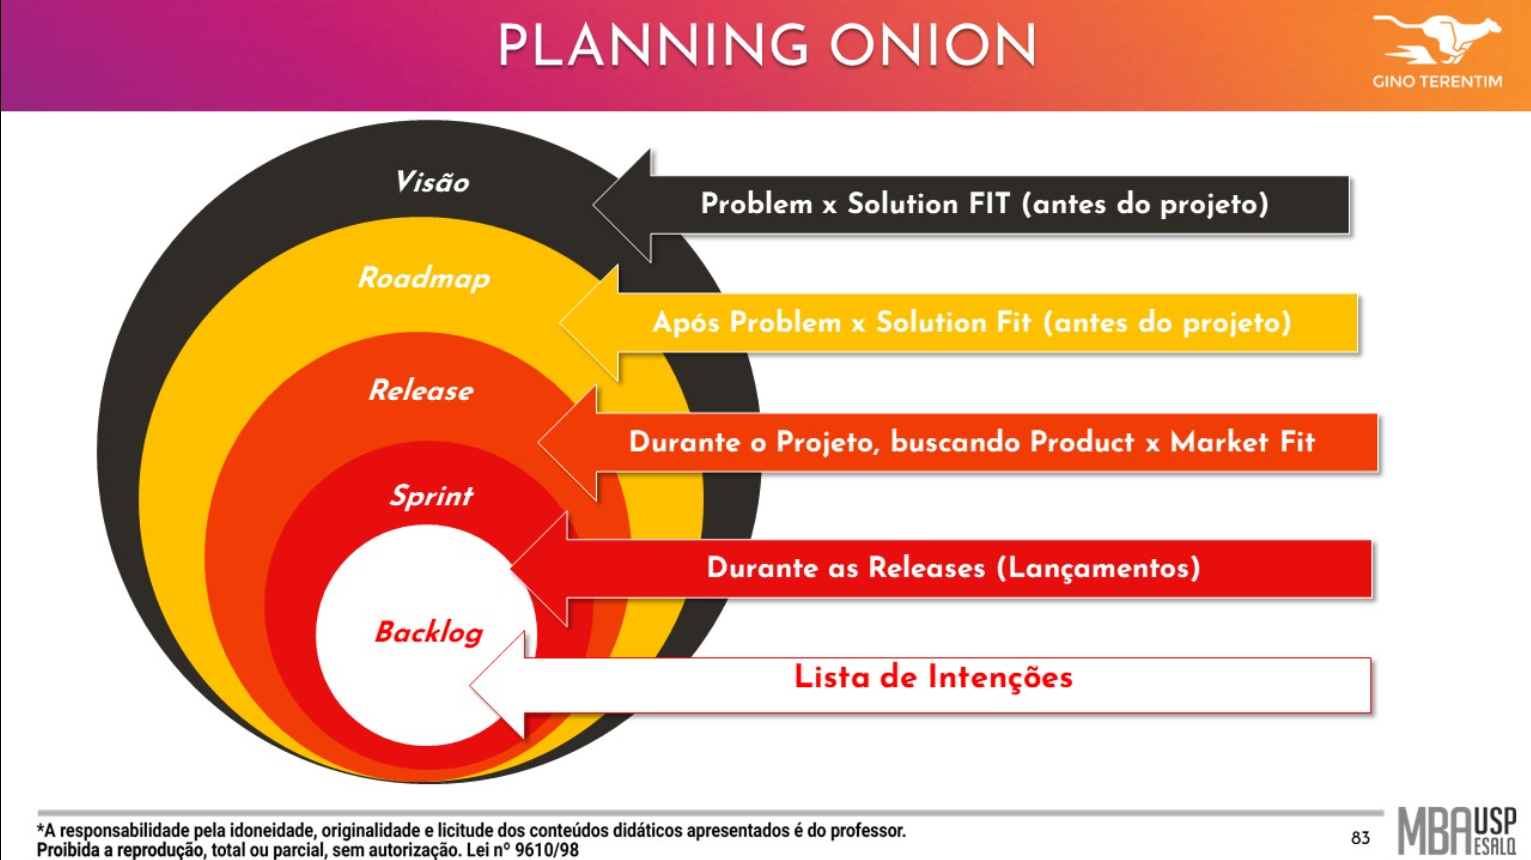 PLANNING ONION
GINO TERENTIM
Visão
Problem x Solution FIT (antes do projeto)
Roadmap
Após Problem x Solution Fit (antes do projeto)
Release
Durante o Projeto, buscando Product x Market Fit
Sprint
Durante as Releases (Lançamentos)
Backlog
Lista de Intenções
*A responsabilidade pela idoneidade, originalidade e licitude dos conteúdos didáticos apresentados é do professor.
Proibida a reprodução, total ou parcial, sem autorização. Lei nº 9610/98
83
MBA USP ESALQ